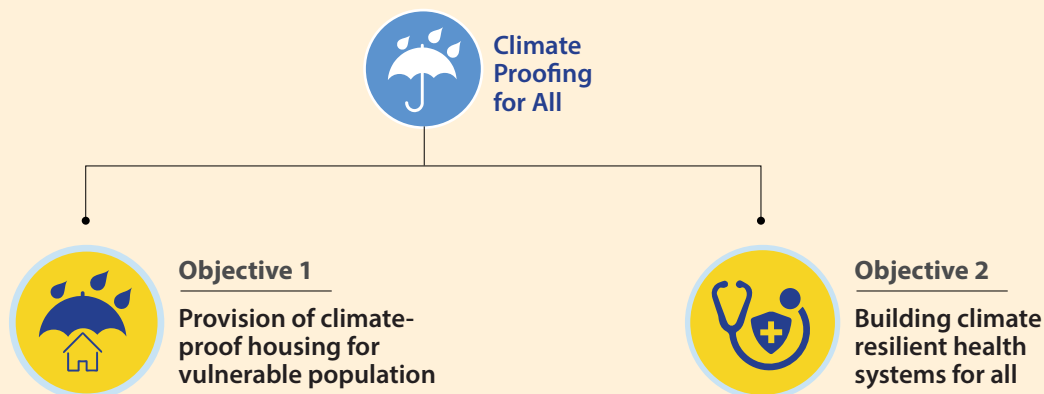 Climate
Proofing
for All
Objective 1
Provision of climate-
proof housing for
vulnerable population
Objective 2
Building climate
resilient health
systems for all